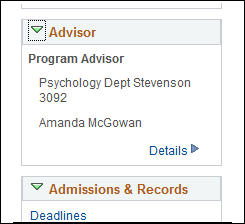 Advisor
Program Advisor
Psychology Dept Stevenson
3092
Amanda McGowan
Details
Admissions & Records
Deadlines